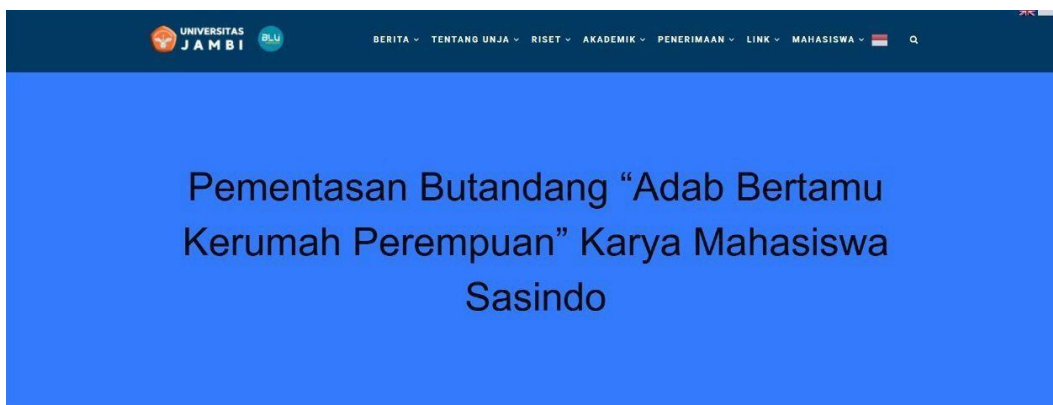 UNIVERSITAS
JAMBI
BLU
BERITA TENTANG UNJA RISET AKADEMIK PENERIMAAN LINK MAHASISWA
Pementasan Butandang “Adab Bertamu
Kerumah Perempuan” Karya Mahasiswa
Sasindo